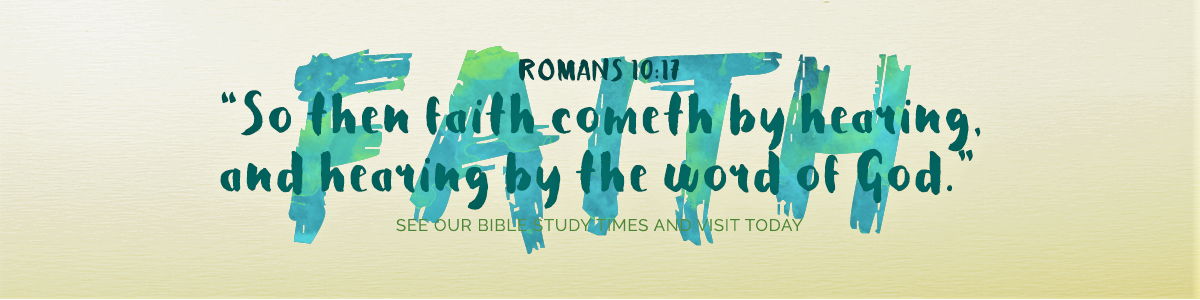 FAITH
ROMANS 10:17
“So then faith cometh by hearing,
and hearing by the word of God.”
SEE OUR BIBLE STUDY TIMES AND VISIT TODAY